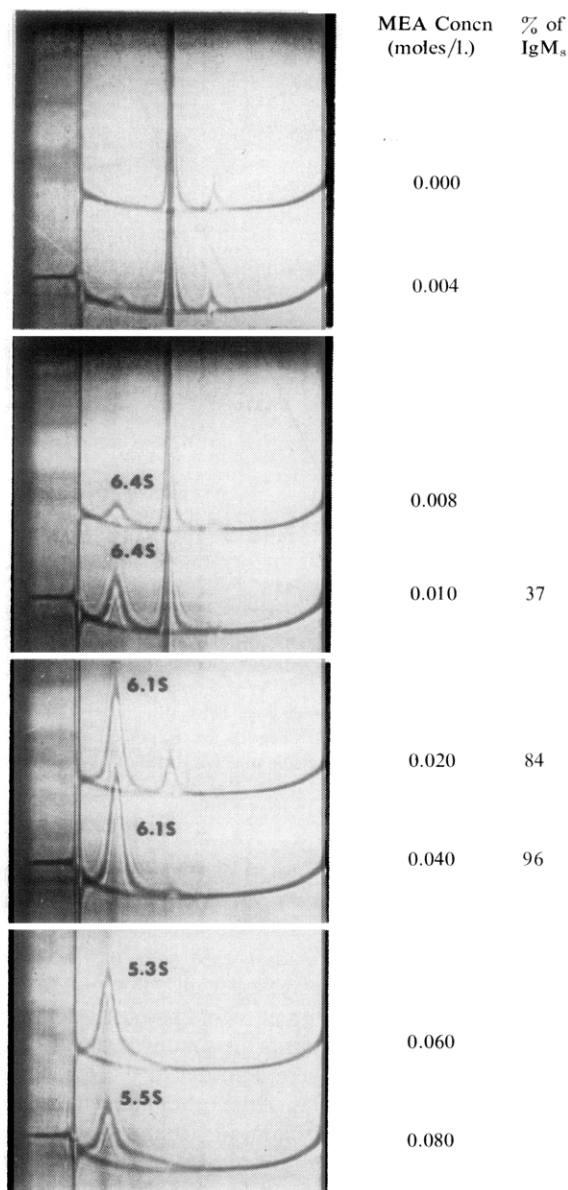 MEA Concn % of
(moles/l.) IgMs
0.000
0.004
6.4S
0.008
6.4S
0.010 37
6.1S
0.020 84
6.1S
0.040 96
5.3S
0.060
5.5S
0.080